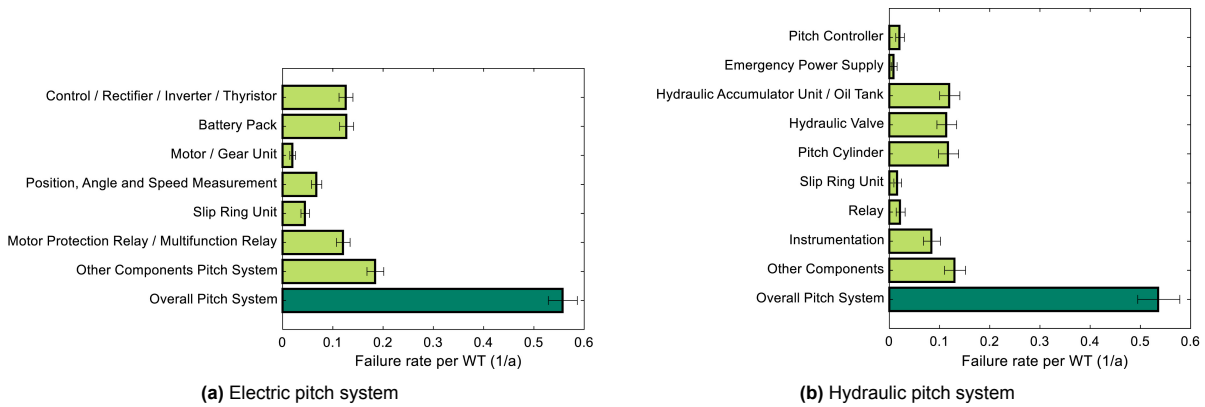 Control / Rectifier / Inverter / Thyristor
Battery Pack
Motor / Gear Unit
Position, Angle and Speed Measurement
Slip Ring Unit
Motor Protection Relay / Multifunction Relay
Other Components Pitch System
Overall Pitch System
0 0.1 0.2 0.3 0.4 0.5 0.6
Failure rate per WT (1/a)
(a) Electric pitch system
Pitch Controller
Emergency Power Supply
Hydraulic Accumulator Unit / Oil Tank
Hydraulic Valve
Pitch Cylinder
Slip Ring Unit
Relay
Instrumentation
Other Components
Overall Pitch System
0 0.1 0.2 0.3 0.4 0.5 0.6
Failure rate per WT (1/a)
(b) Hydraulic pitch system